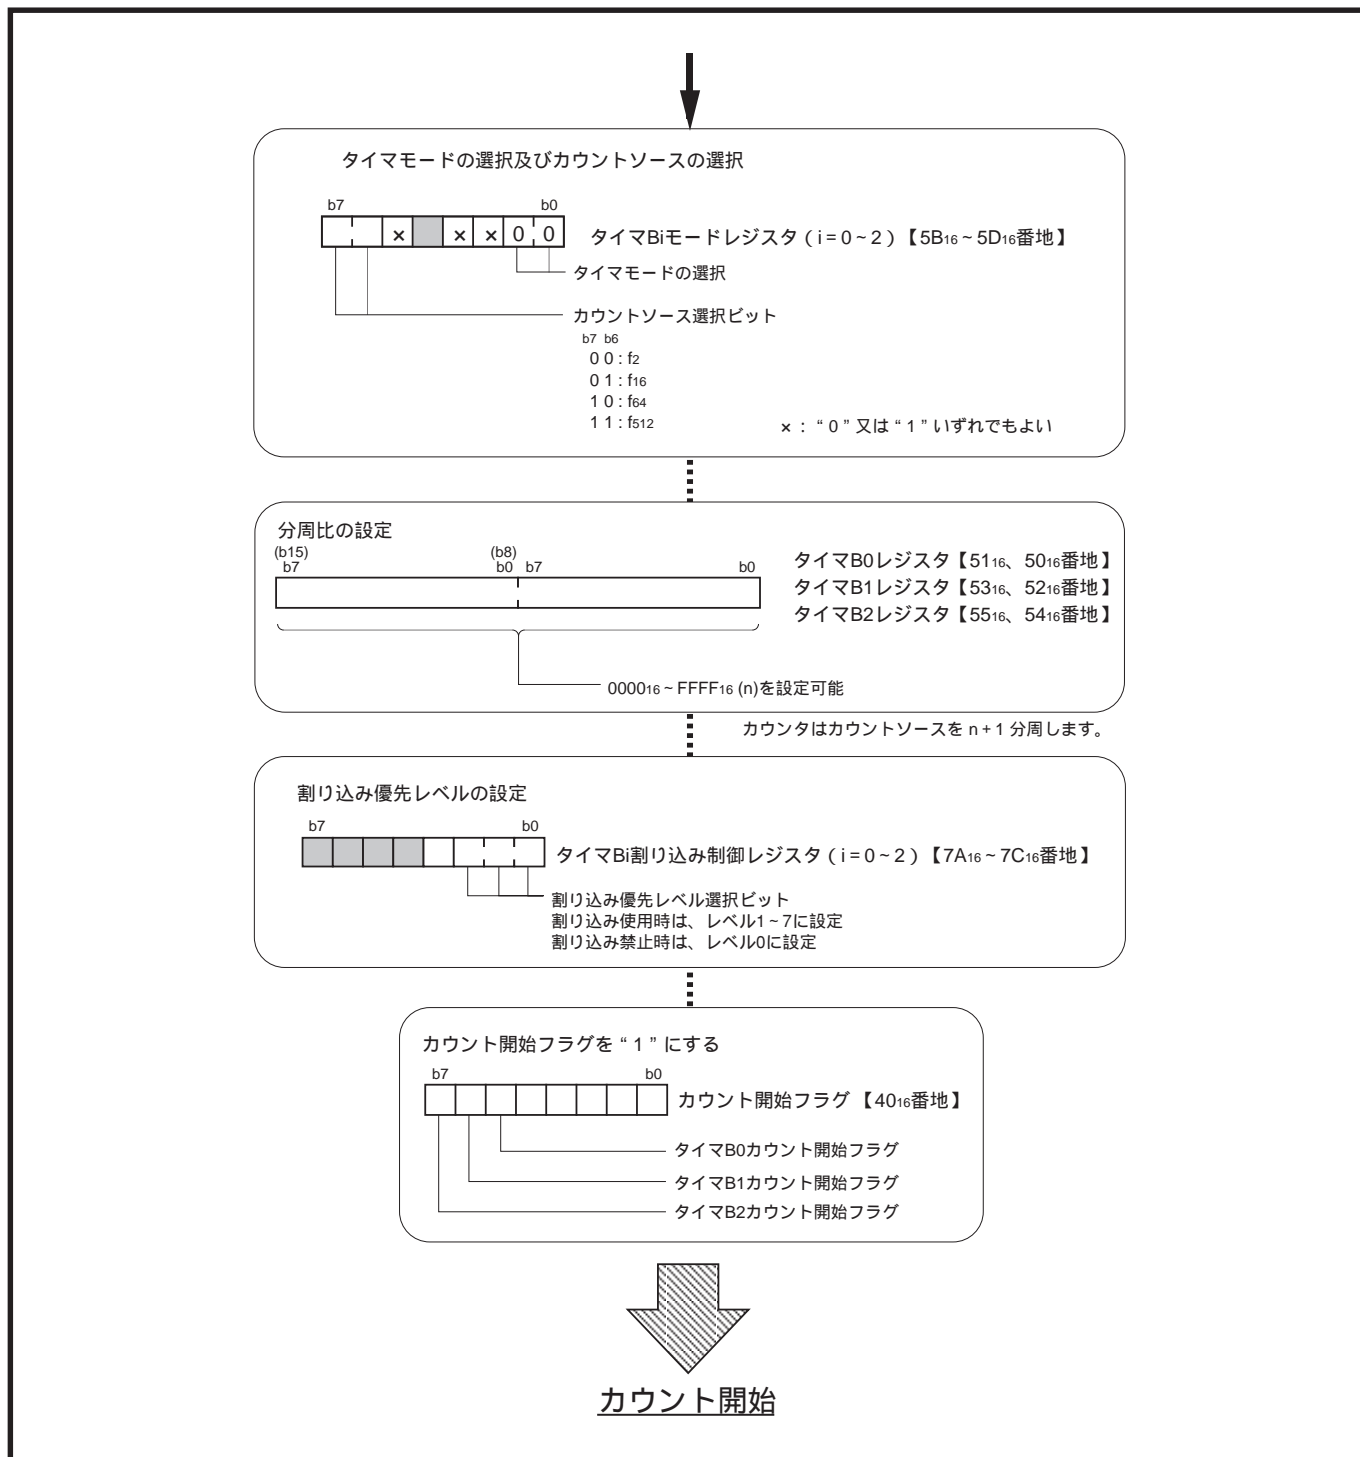 タイマモードの選択及びカウントソースの選択
b7 b0
× × × 0 0 タイマBiモードレジスタ（i=0~2）【5B16~5D16番地】
タイマモードの選択
カウントソース選択ビット
b7 b6
0 0 : f2
0 1 : f16
1 0 : f64
1 1 : f512
×：“0”又は“1”いずれでもよい
分周比の設定
(b15) (b8)
b7 b0 b7 b0
タイマB0レジスタ【5116、5016番地】
タイマB1レジスタ【5316、5216番地】
タイマB2レジスタ【5516、5416番地】
000016~FFFF16 (n)を設定可能
カウンタはカウントソースを n+1 分周します。
割り込み優先レベルの設定
b7 b0
タイマBi割り込み制御レジスタ（i=0~2）【7A16~7C16番地】
割り込み優先レベル選択ビット
割り込み使用時は、レベル1~7に設定
割り込み禁止時は、レベル0に設定
カウント開始フラグを“1”にする
b7 b0
カウント開始フラグ【4016番地】
タイマB0カウント開始フラグ
タイマB1カウント開始フラグ
タイマB2カウント開始フラグ
カウント開始